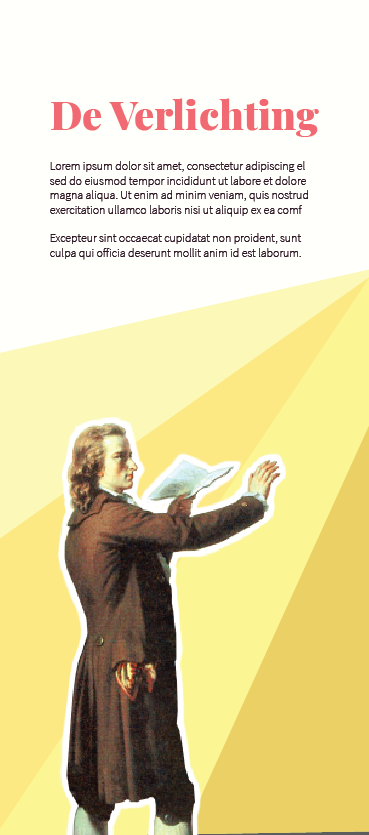 De Verlichting
Lorem ipsum dolor sit amet, consectetur adipiscing el
sed do eiusmod tempor incididunt ut labore et dolore
magna aliqua. Ut enim ad minim veniam, quis nostrud
exercitation ullamco laboris nisi ut aliquip ex ea comf
Excepteur sint occaecat cupidatat non proident, sunt
culpa qui officia deserunt mollit anim id est laborum.